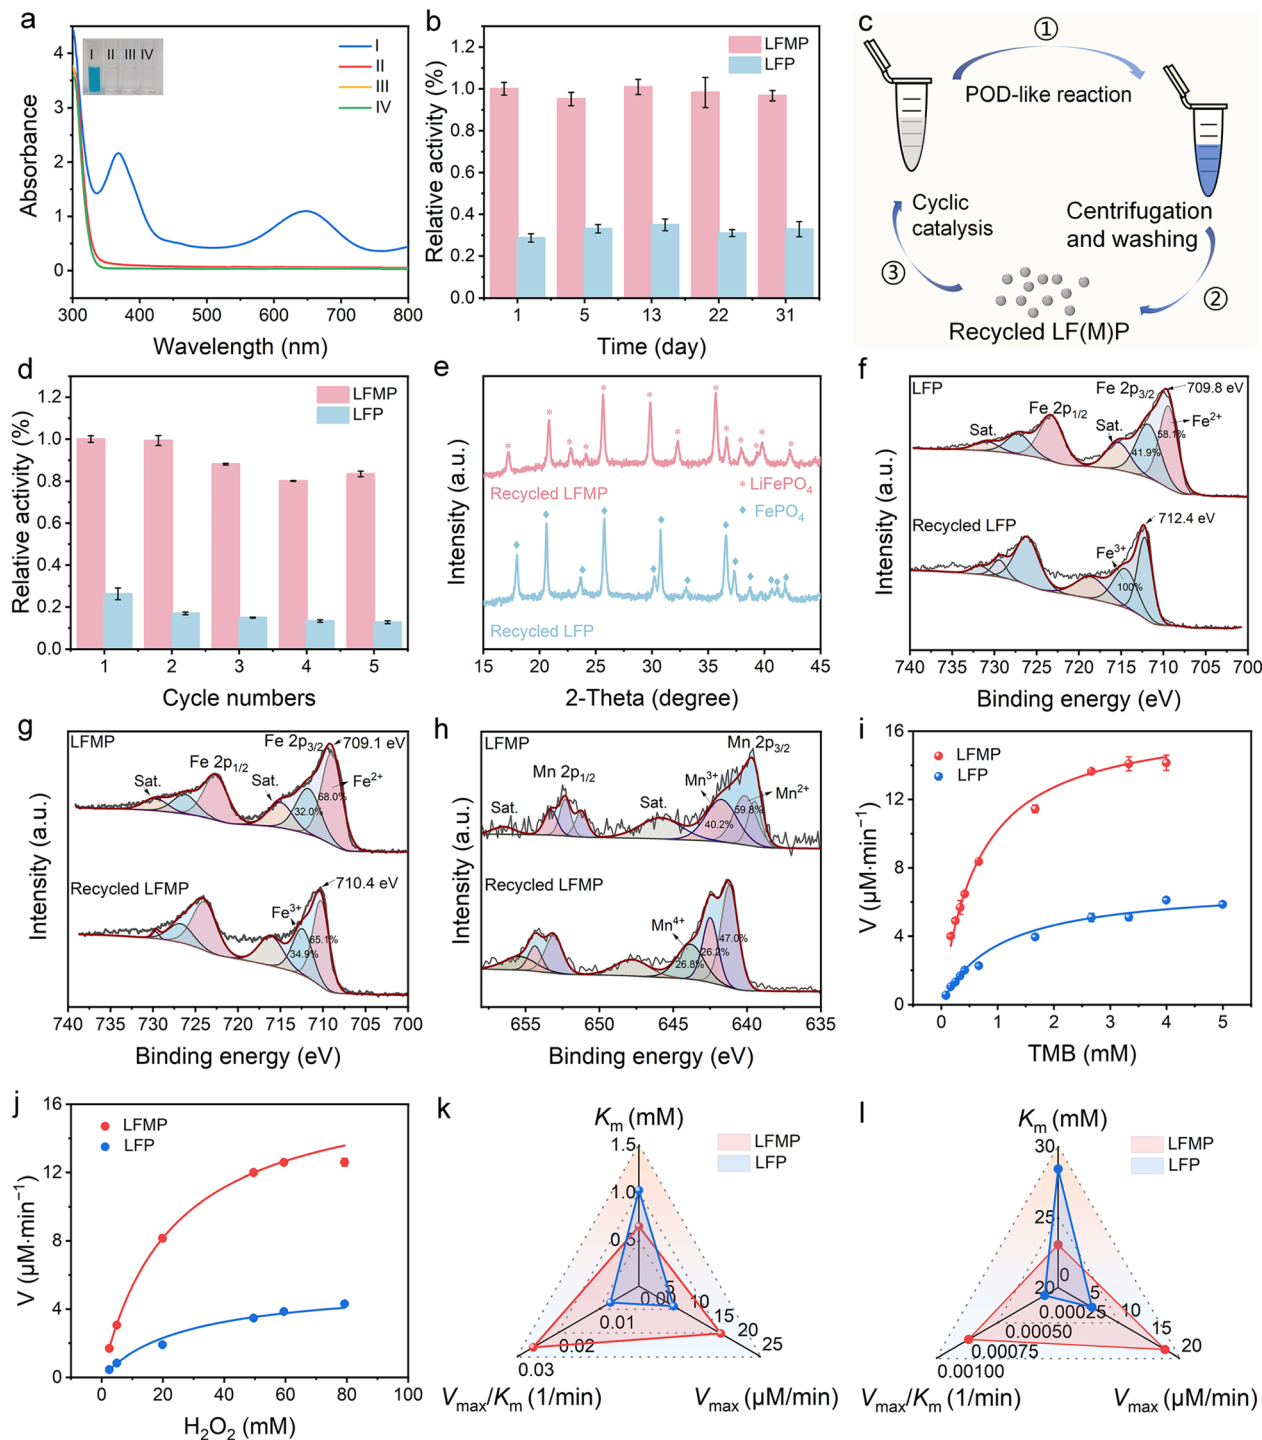 a
I II III IV
I
II
III
IV
4
3
2
1
0
300 400 500 600 700 800
Absorbance
Wavelength (nm)
b
LFMP
LFP
1.2
1.0
0.8
0.6
0.4
0.2
0.0
1 5 13 22 31
Relative activity (%)
Time (day)
c
①
POD-like reaction
Cyclic
catalysis
Centrifugation
and washing
③
②
Recycled LF(M)P
d
LFMP
LFP
1.2
1.0
0.8
0.6
0.4
0.2
0.0
1 2 3 4 5
Relative activity (%)
Cycle numbers
e
Recycled LFMP
* LiFePO₄
♦ FePO₄
Recycled LFP
15 20 25 30 35 40 45
Intensity (a.u.)
2-Theta (degree)
f
LFP
Fe 2p₃/₂
709.8 eV
Fe 2p₁/₂
Fe²⁺
Sat.
Sat.
58.1%
41.9%
Recycled LFP
712.4 eV
Fe³⁺
100%
740 730 720 710 700
Intensity (a.u.)
Binding energy (eV)
g
LFMP
Fe 2p₃/₂
709.1 eV
Fe 2p₁/₂
Sat.
Sat.
Fe²⁺
68.0%
32.0%
Recycled LFMP
710.4 eV
Fe³⁺
65.1%
34.9%
739 730 720 710 700
Intensity (a.u.)
Binding energy (eV)
h
LFMP
Mn 2p₃/₂
Mn 2p₁/₂
Mn³⁺
Mn²⁺
Sat.
Sat.
59.8%
40.2%
Recycled LFMP
Mn⁴⁺
47.0%
26.2%
26.8%
655 650 645 640 635
Intensity (a.u.)
Binding energy (eV)
i
LFMP
LFP
16
12
8
4
0
0 1 2 3 4 5
V (μM·min⁻¹)
TMB (mM)
j
LFMP
LFP
16
12
8
4
0
0 20 40 60 80 100
V (μM·min⁻¹)
H₂O₂ (mM)
k
Kₘ (mM)
LFMP
LFP
1.5
1.0
0.5
0.00
5
10
15
20
25
0.01
0.02
0.03
Vmax/Kₘ (1/min)
Vmax (μM/min)
l
Kₘ (mM)
LFMP
LFP
30
25
20
0
5
10
15
20
0.00025
0.00050
0.00075
0.00100
Vmax/Kₘ (1/min)
Vmax (μM/min)